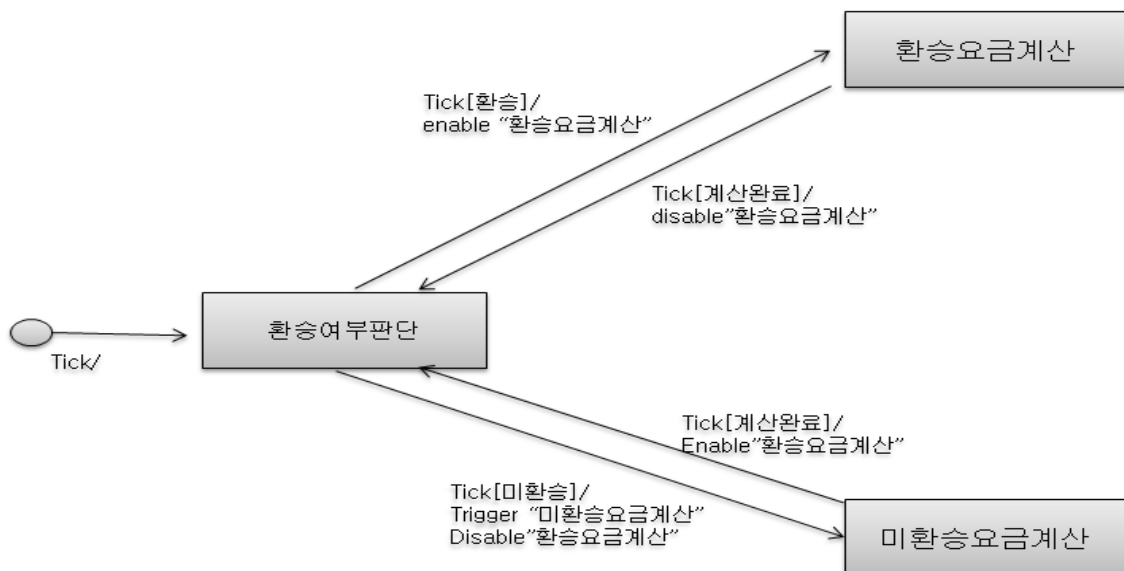 환승요금계산
Tick[환승]/
enable “환승요금계산”
Tick[계산완료]/
disable”환승요금계산”
환승여부판단
Tick/
Tick[계산완료]/
Enable”환승요금계산”
Tick[미환승]/
Trigger “미환승요금계산”
Disable”환승요금계산”
미환승요금계산